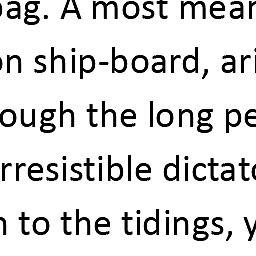 bag. A most mean
on ship-board, ari
ough the long pe
rresistible dictato
n to the tidings, y